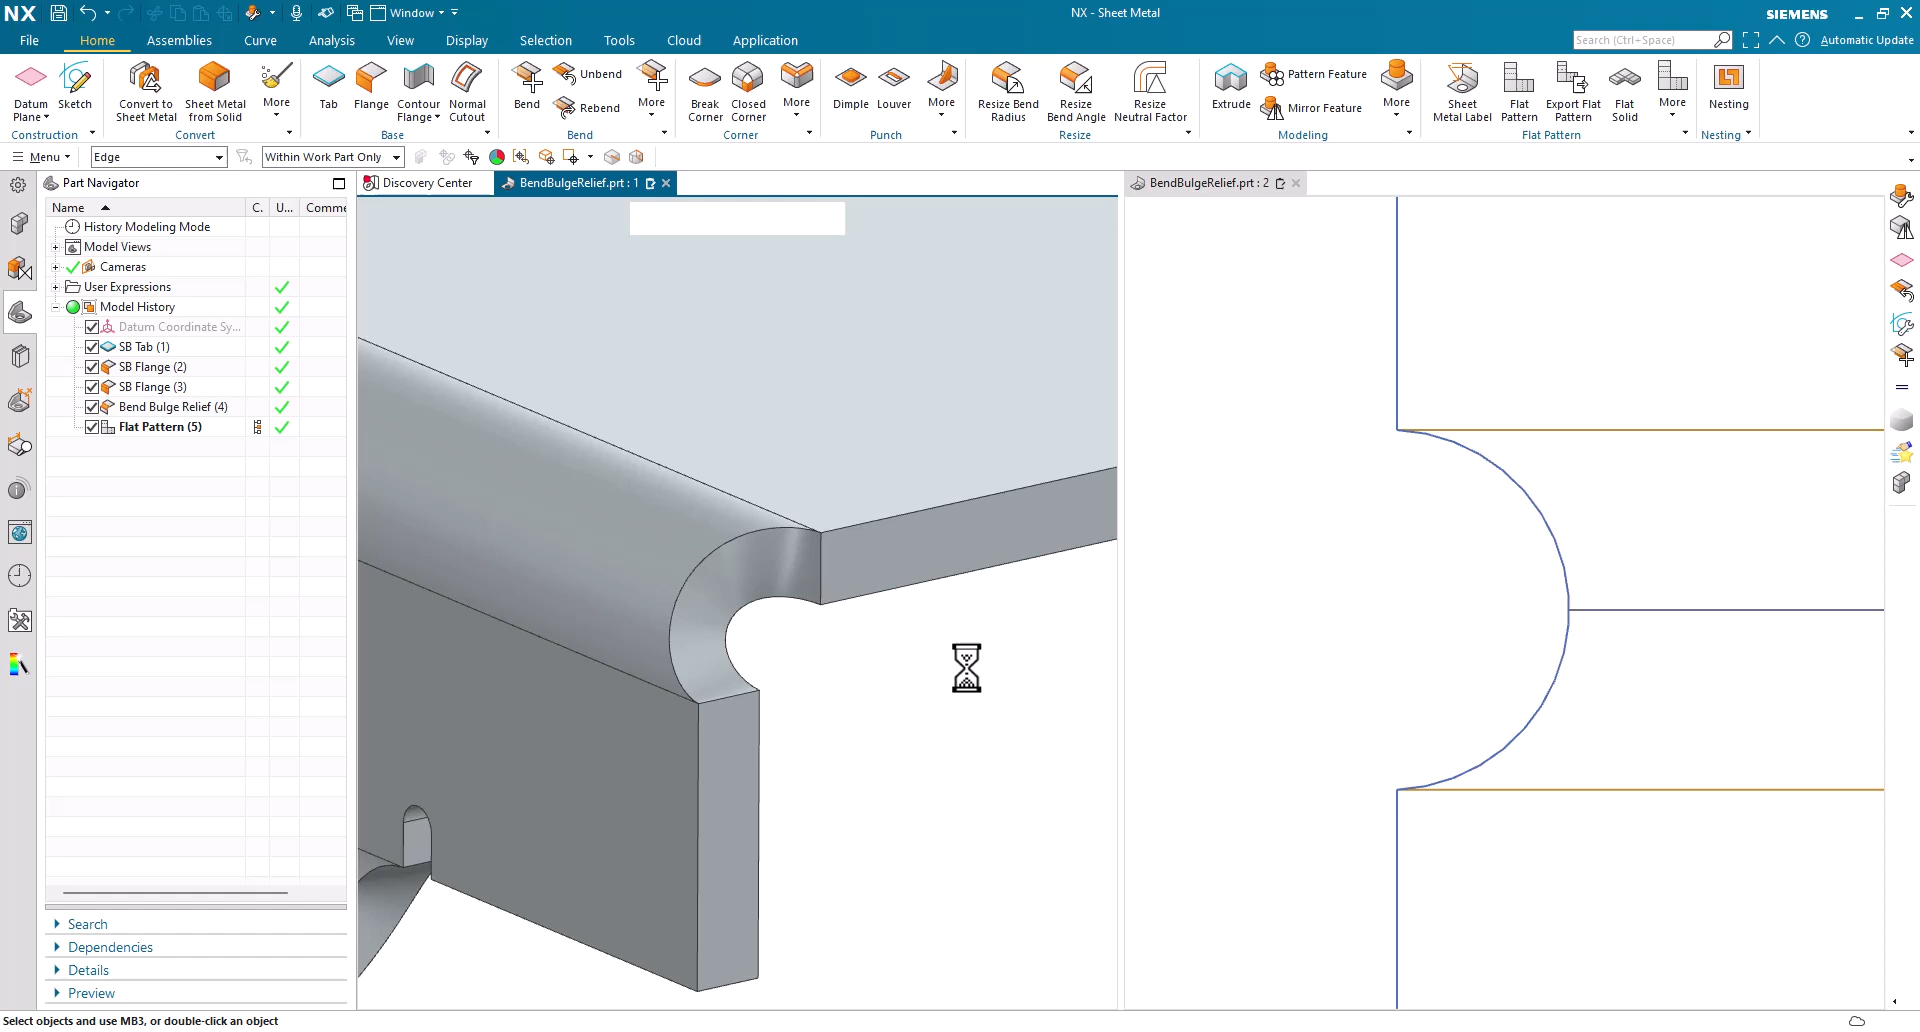 NX
Window
NX - Sheet Metal
SIEMENS
File
Home
Assemblies
Curve
Analysis
View
Display
Selection
Tools
Cloud
Application
Search (Ctrl+Space)
Automatic Update
Datum Plane
Sketch
Convert to Sheet Metal
Sheet Metal from Solid
More
Tab
Flange
Contour Flange
Normal Cutout
Bend
Unbend
Rebend
More
Break Corner
Closed Corner
More
Dimple
Louver
More
Resize Bend Radius
Resize Bend Angle
Resize Neutral Factor
Extrude
Pattern Feature
Mirror Feature
More
Sheet Metal Label
Flat Pattern
Export Flat Pattern
Flat Solid
More
Nesting
Construction
Convert
Base
Bend
Corner
Punch
Resize
Modeling
Flat Pattern
Nesting
Menu
Edge
Within Work Part Only
Part Navigator
Discovery Center
BendBulgeRelief.prt : 1
BendBulgeRelief.prt : 2
Name
C.
U...
Comme
History Modeling Mode
Model Views
Cameras
User Expressions
Model History
Datum Coordinate Sy...
SB Tab (1)
SB Flange (2)
SB Flange (3)
Bend Bulge Relief (4)
Flat Pattern (5)
Search
Dependencies
Details
Preview
Select objects and use MB3, or double-click an object